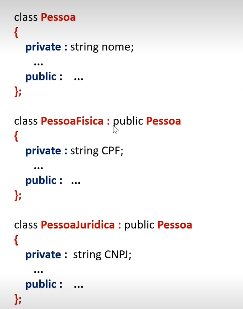 class Pessoa
{
private : string nome;
...
public : ...
};
class PessoaFisica : public Pessoa
{
private : string CPF;
...
public : ...
};
class PessoaJuridica : public Pessoa
{
private : string CNPJ;
...
public : ...
};